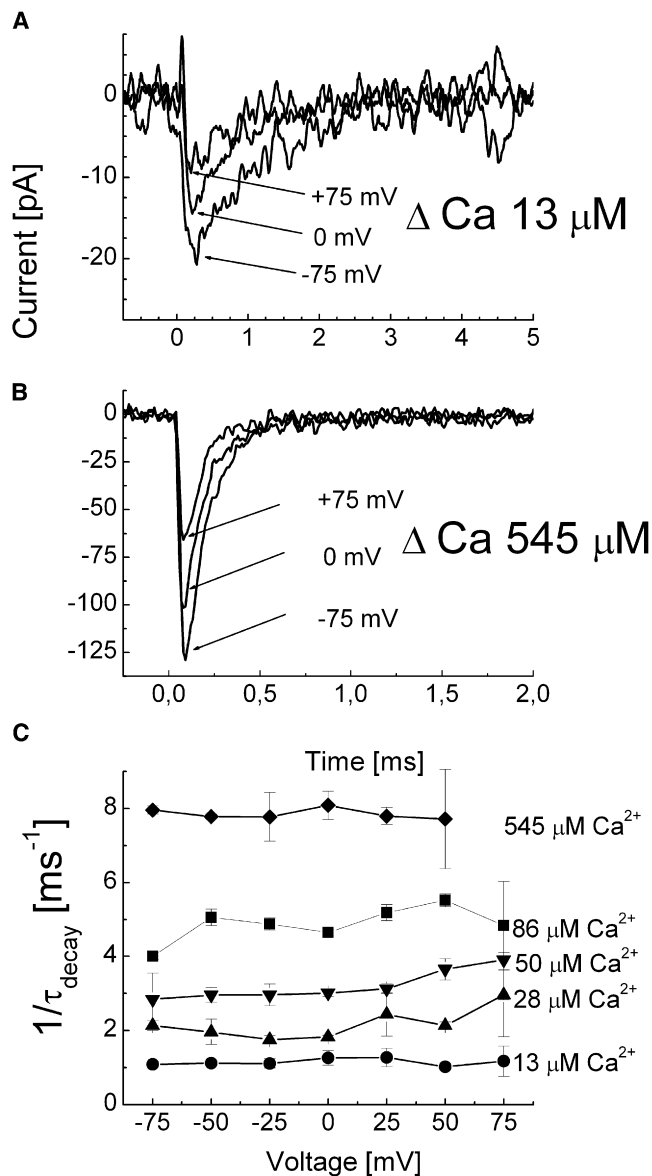 A
Current [pA]
0
-10
-20
+75 mV
0 mV
-75 mV
Δ Ca 13 μM
0 1 2 3 4 5
B
0
-25
-50
-75
-100
-125
+75 mV
0 mV
-75 mV
Δ Ca 545 μM
0,0 0,5 1,0 1,5 2,0
C
Time [ms]
1/τdecay [ms-1]
8
6
4
2
0
545 μM Ca2+
86 μM Ca2+
50 μM Ca2+
28 μM Ca2+
13 μM Ca2+
-75 -50 -25 0 25 50 75
Voltage [mV]